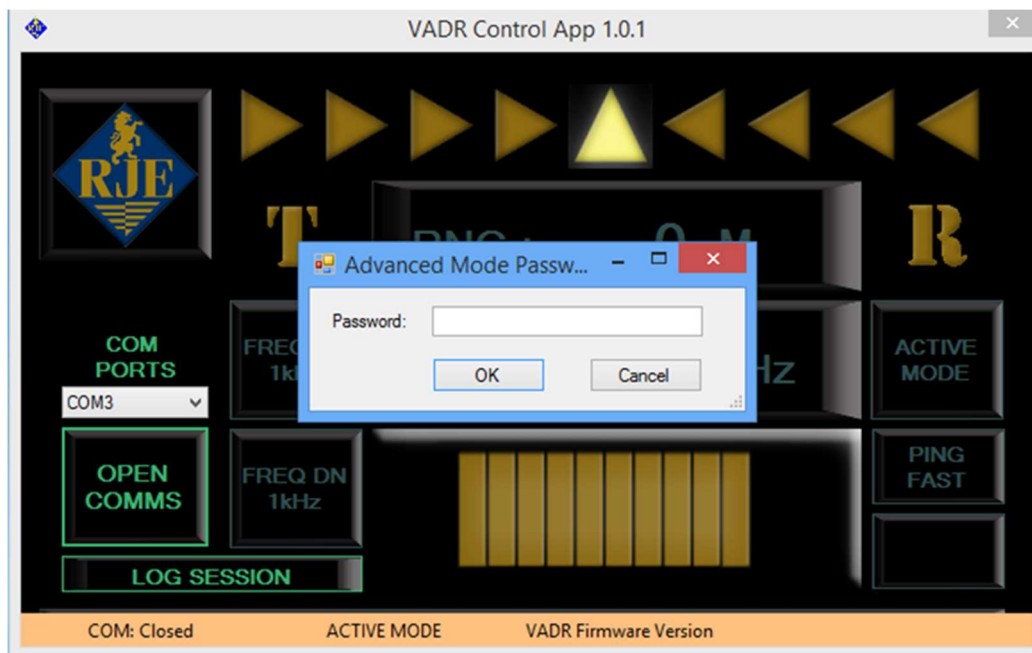 VADR Control App 1.0.1
RJE
T
R
Advanced Mode Passw...
Password:
OK
Cancel
COM
PORTS
COM3
OPEN
COMMS
FREQ DN
1kHz
ACTIVE
MODE
PING
FAST
LOG SESSION
COM: Closed
ACTIVE MODE
VADR Firmware Version